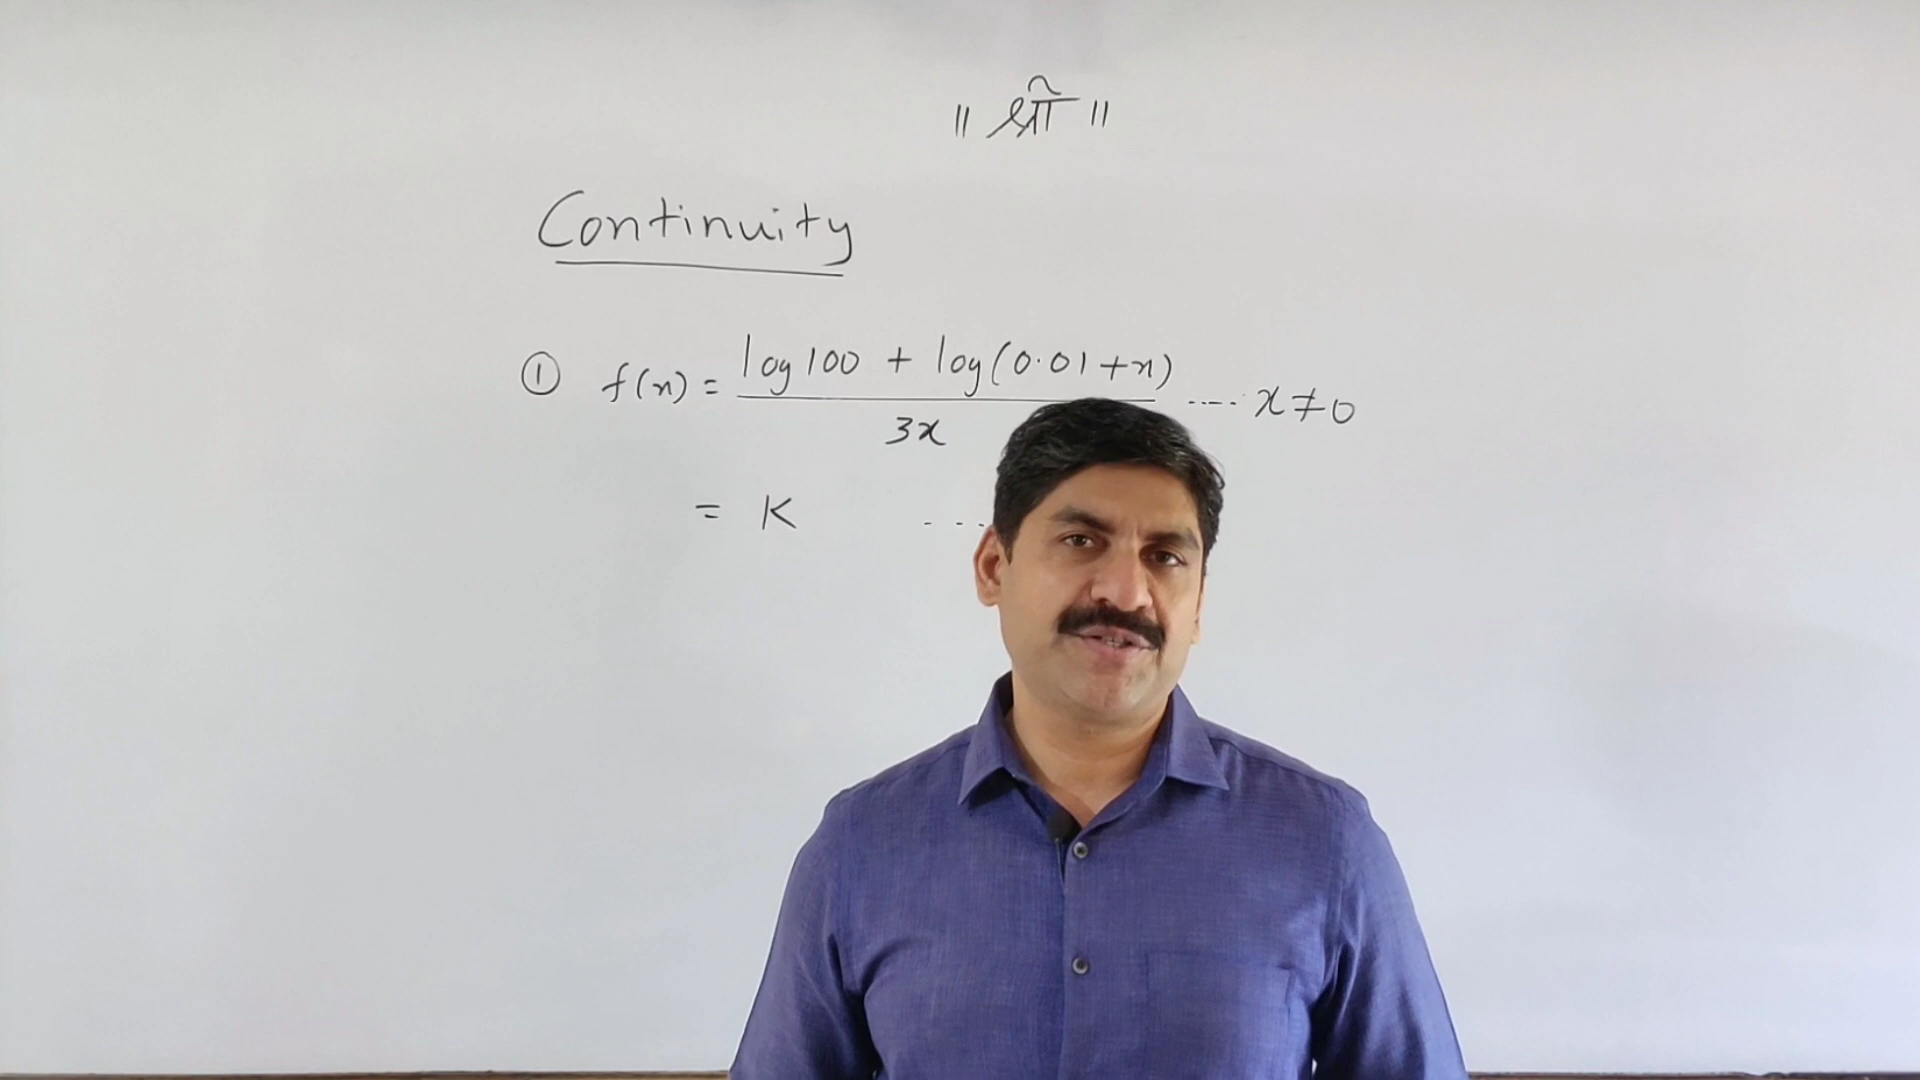 ॥ श्री ॥
Continuity
① f(x) = log 100 + log(0.01 + x) / 3x .... x ≠ 0
= K ...